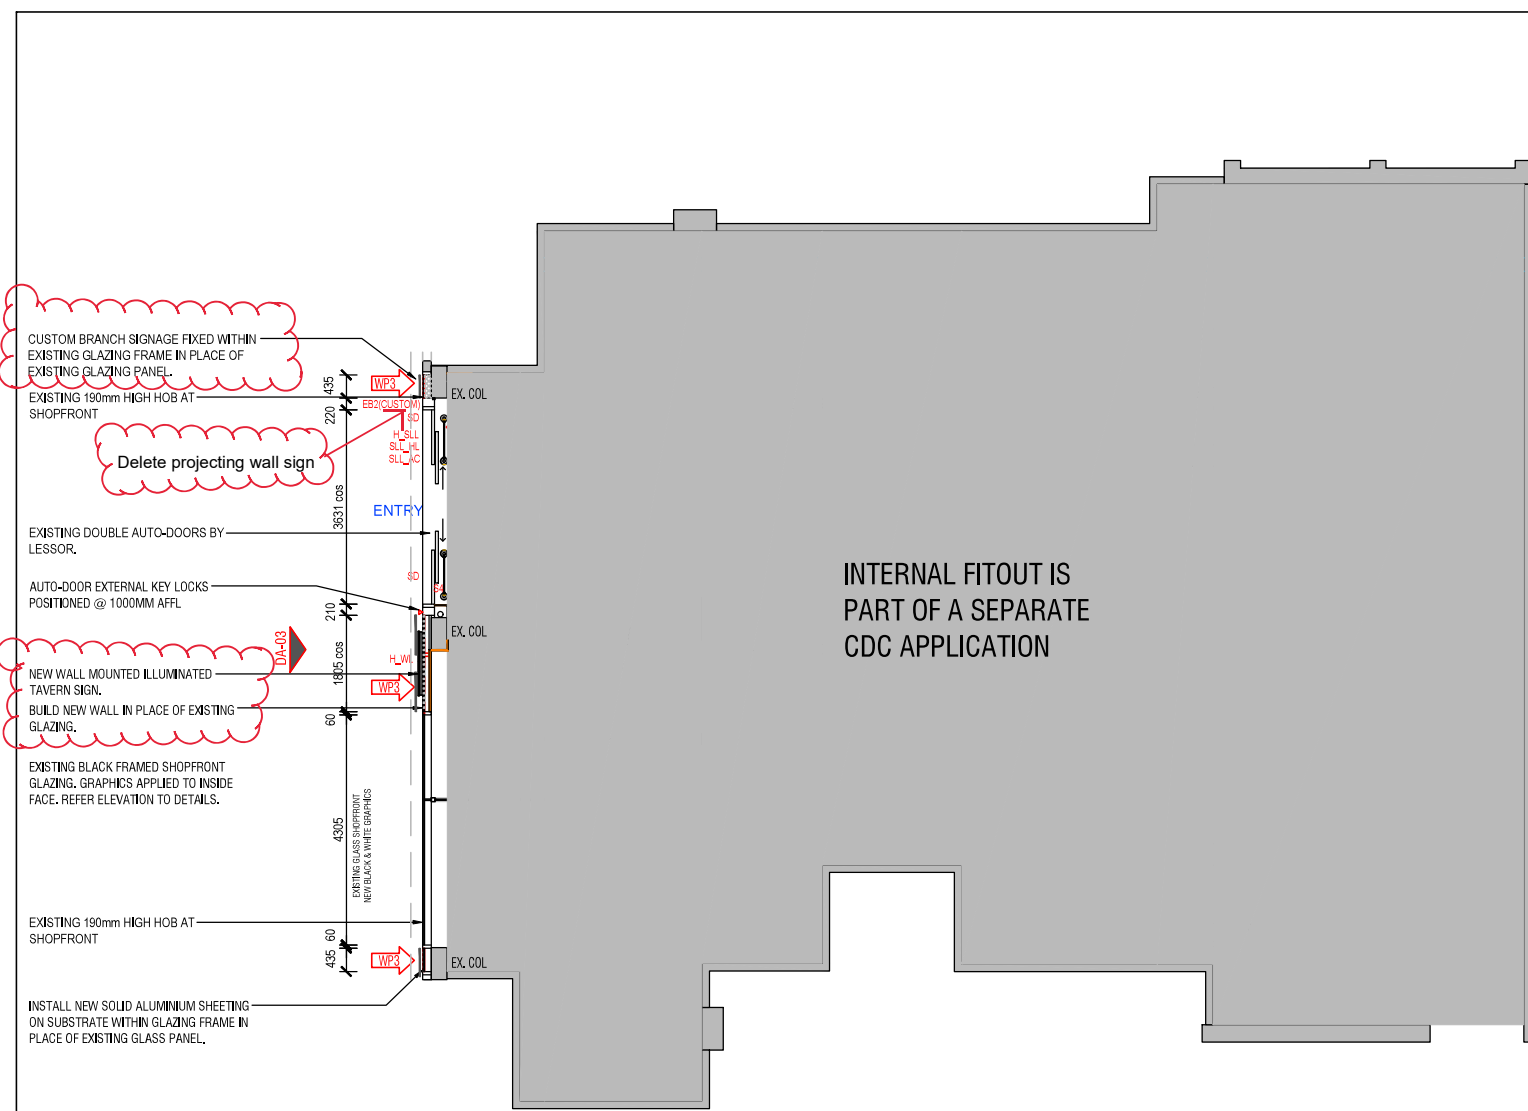 CUSTOM BRANCH SIGNAGE FIXED WITHIN
EXISTING GLAZING FRAME IN PLACE OF
EXISTING GLAZING PANEL.
EXISTING 190mm HIGH HOB AT
SHOPFRONT
Delete projecting wall sign
EXISTING DOUBLE AUTO-DOORS BY
LESSOR.
AUTO-DOOR EXTERNAL KEY LOCKS
POSITIONED @ 1000MM AFFL
NEW WALL MOUNTED ILLUMINATED
TAVERN SIGN.
BUILD NEW WALL IN PLACE OF EXISTING
GLAZING.
EXISTING BLACK FRAMED SHOPFRONT
GLAZING. GRAPHICS APPLIED TO INSIDE
FACE. REFER ELEVATION TO DETAILS.
EXISTING 190mm HIGH HOB AT
SHOPFRONT
INSTALL NEW SOLID ALUMINIUM SHEETING
ON SUBSTRATE WITHIN GLAZING FRAME IN
PLACE OF EXISTING GLASS PANEL.
DA-03
435
220
3631 cos
210
1805 cos
60
4305
60
435
EXISTING GLASS SHOPFRONT
NEW BLACK & WHITE GRAPHICS
WP3
EB2(CUSTOM)
SD
H_SLL
SLL_HL
SLL_AC
ENTRY
SD
H_WL
WP3
WP3
EX. COL
EX. COL
EX. COL
INTERNAL FITOUT IS
PART OF A SEPARATE
CDC APPLICATION